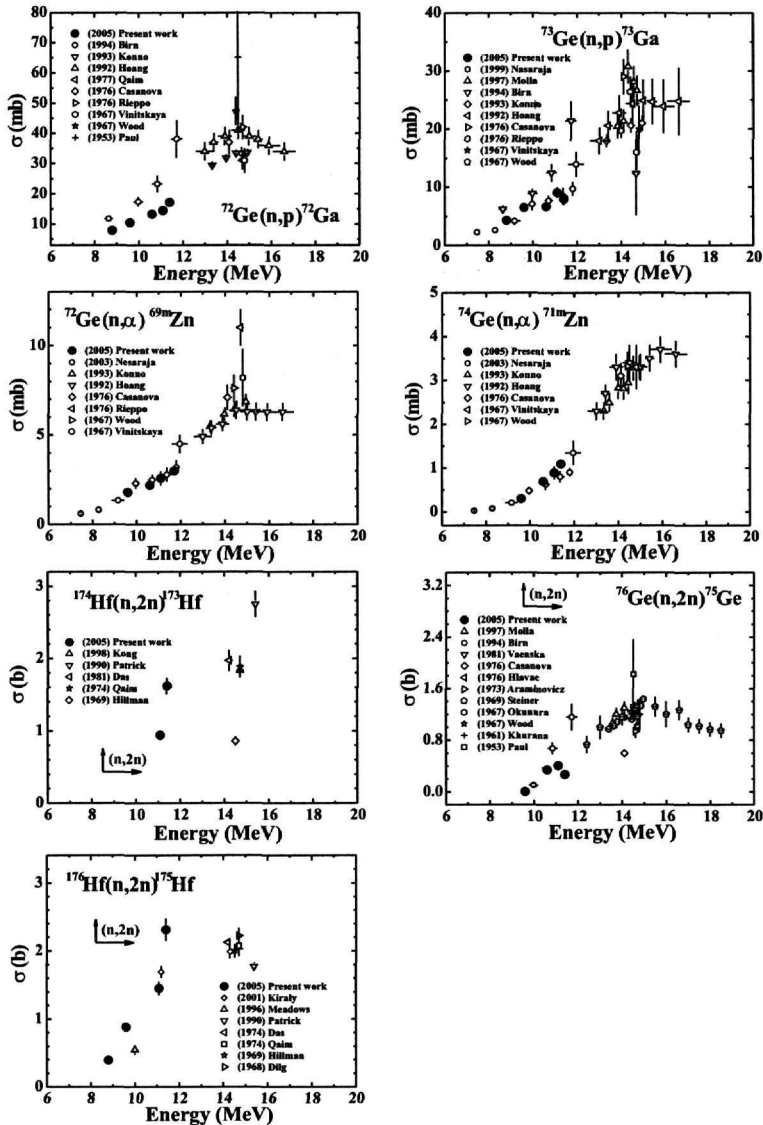 80
60
50
40
30
20
10
σ (mb)
(2005) Present work
(1994) Birn
(1993) Konno
(1992) Hoang
(1977) Qaim
(1976) Casanova
(1976) Rieppo
(1967) Vinitskaya
(1967) Wood
(1953) Paul
⁷²Ge(n,p)⁷²Ga
6 8 10 12 14 16 18 20
Energy (MeV)
40
30
20
10
0
σ (mb)
⁷³Ge(n,p)⁷³Ga
(2005) Present work
(1999) Nasaraja
(1997) Molla
(1994) Birn
(1993) Konno
(1992) Hoang
(1976) Casanova
(1976) Rieppo
(1967) Vinitskaya
(1967) Wood
6 8 10 12 14 16 18 20
Energy (MeV)
10
5
0
σ (mb)
⁷²Ge(n,α)⁶⁹ᵐZn
(2005) Present work
(2003) Nesaraja
(1993) Konno
(1992) Hoang
(1976) Casanova
(1976) Rieppo
(1967) Wood
(1967) Vinitskaya
6 8 10 12 14 16 18 20
Energy (MeV)
5
4
3
2
1
0
σ (mb)
⁷⁴Ge(n,α)⁷¹ᵐZn
(2005) Present work
(2003) Nesaraja
(1993) Konno
(1992) Hoang
(1976) Casanova
(1967) Vinitskaya
(1967) Wood
6 8 10 12 14 16 18 20
Energy (MeV)
3
2
1
0
σ (b)
¹⁷⁴Hf(n,2n)¹⁷³Hf
(2005) Present work
(1998) Kong
(1990) Patrick
(1981) Das
(1974) Qaim
(1969) Hillman
(n,2n)
6 8 10 12 14 16 18 20
Energy (MeV)
3.2
2.4
1.6
0.8
0.0
σ (b)
(n,2n)
⁷⁶Ge(n,2n)⁷⁵Ge
(2005) Present work
(1997) Molla
(1994) Birn
(1981) Vaenska
(1976) Casanova
(1976) Hlavac
(1973) Araminovicz
(1969) Steiner
(1967) Okumura
(1967) Wood
(1961) Khurana
(1953) Paul
6 8 10 12 14 16 18 20
Energy (MeV)
3
2
1
0
σ (b)
¹⁷⁶Hf(n,2n)¹⁷⁵Hf
(n,2n)
(2005) Present work
(2001) Kiraly
(1996) Meadows
(1990) Patrick
(1974) Das
(1974) Qaim
(1969) Hillman
(1968) Dilg
6 8 10 12 14 16 18 20
Energy (MeV)